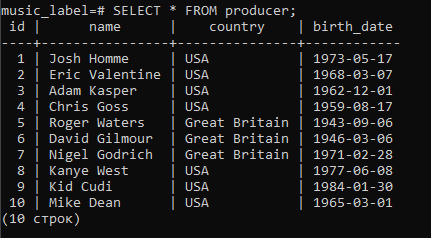 music_label=# SELECT * FROM producer;
 id |      name      |    country    | birth_date
----+----------------+---------------+------------
  1 | Josh Homme     | USA           | 1973-05-17
  2 | Eric Valentine | USA           | 1968-03-07
  3 | Adam Kasper    | USA           | 1962-12-01
  4 | Chris Goss     | USA           | 1959-08-17
  5 | Roger Waters   | Great Britain | 1943-09-06
  6 | David Gilmour  | Great Britain | 1946-03-06
  7 | Nigel Godrich  | Great Britain | 1971-02-28
  8 | Kanye West     | USA           | 1977-06-08
  9 | Kid Cudi       | USA           | 1984-01-30
 10 | Mike Dean      | USA           | 1965-03-01
(10 строк)